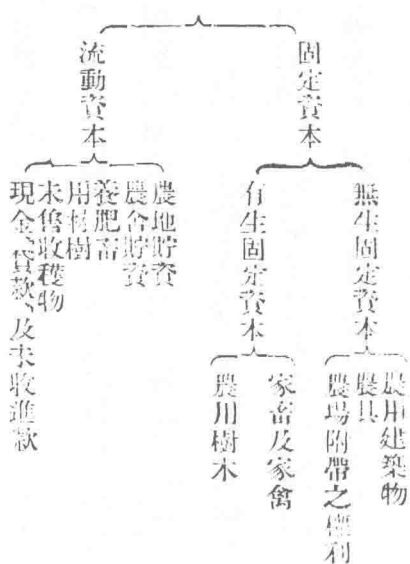 固定資本
無生固定資本
農用建築物
農具
農場附帶之權利
有生固定資本
家畜及家禽
農用樹木
流動資本
農地貯資
農舍貯資
養肥畜
用材樹
未售收穫物
現金、貸款、及未收進款